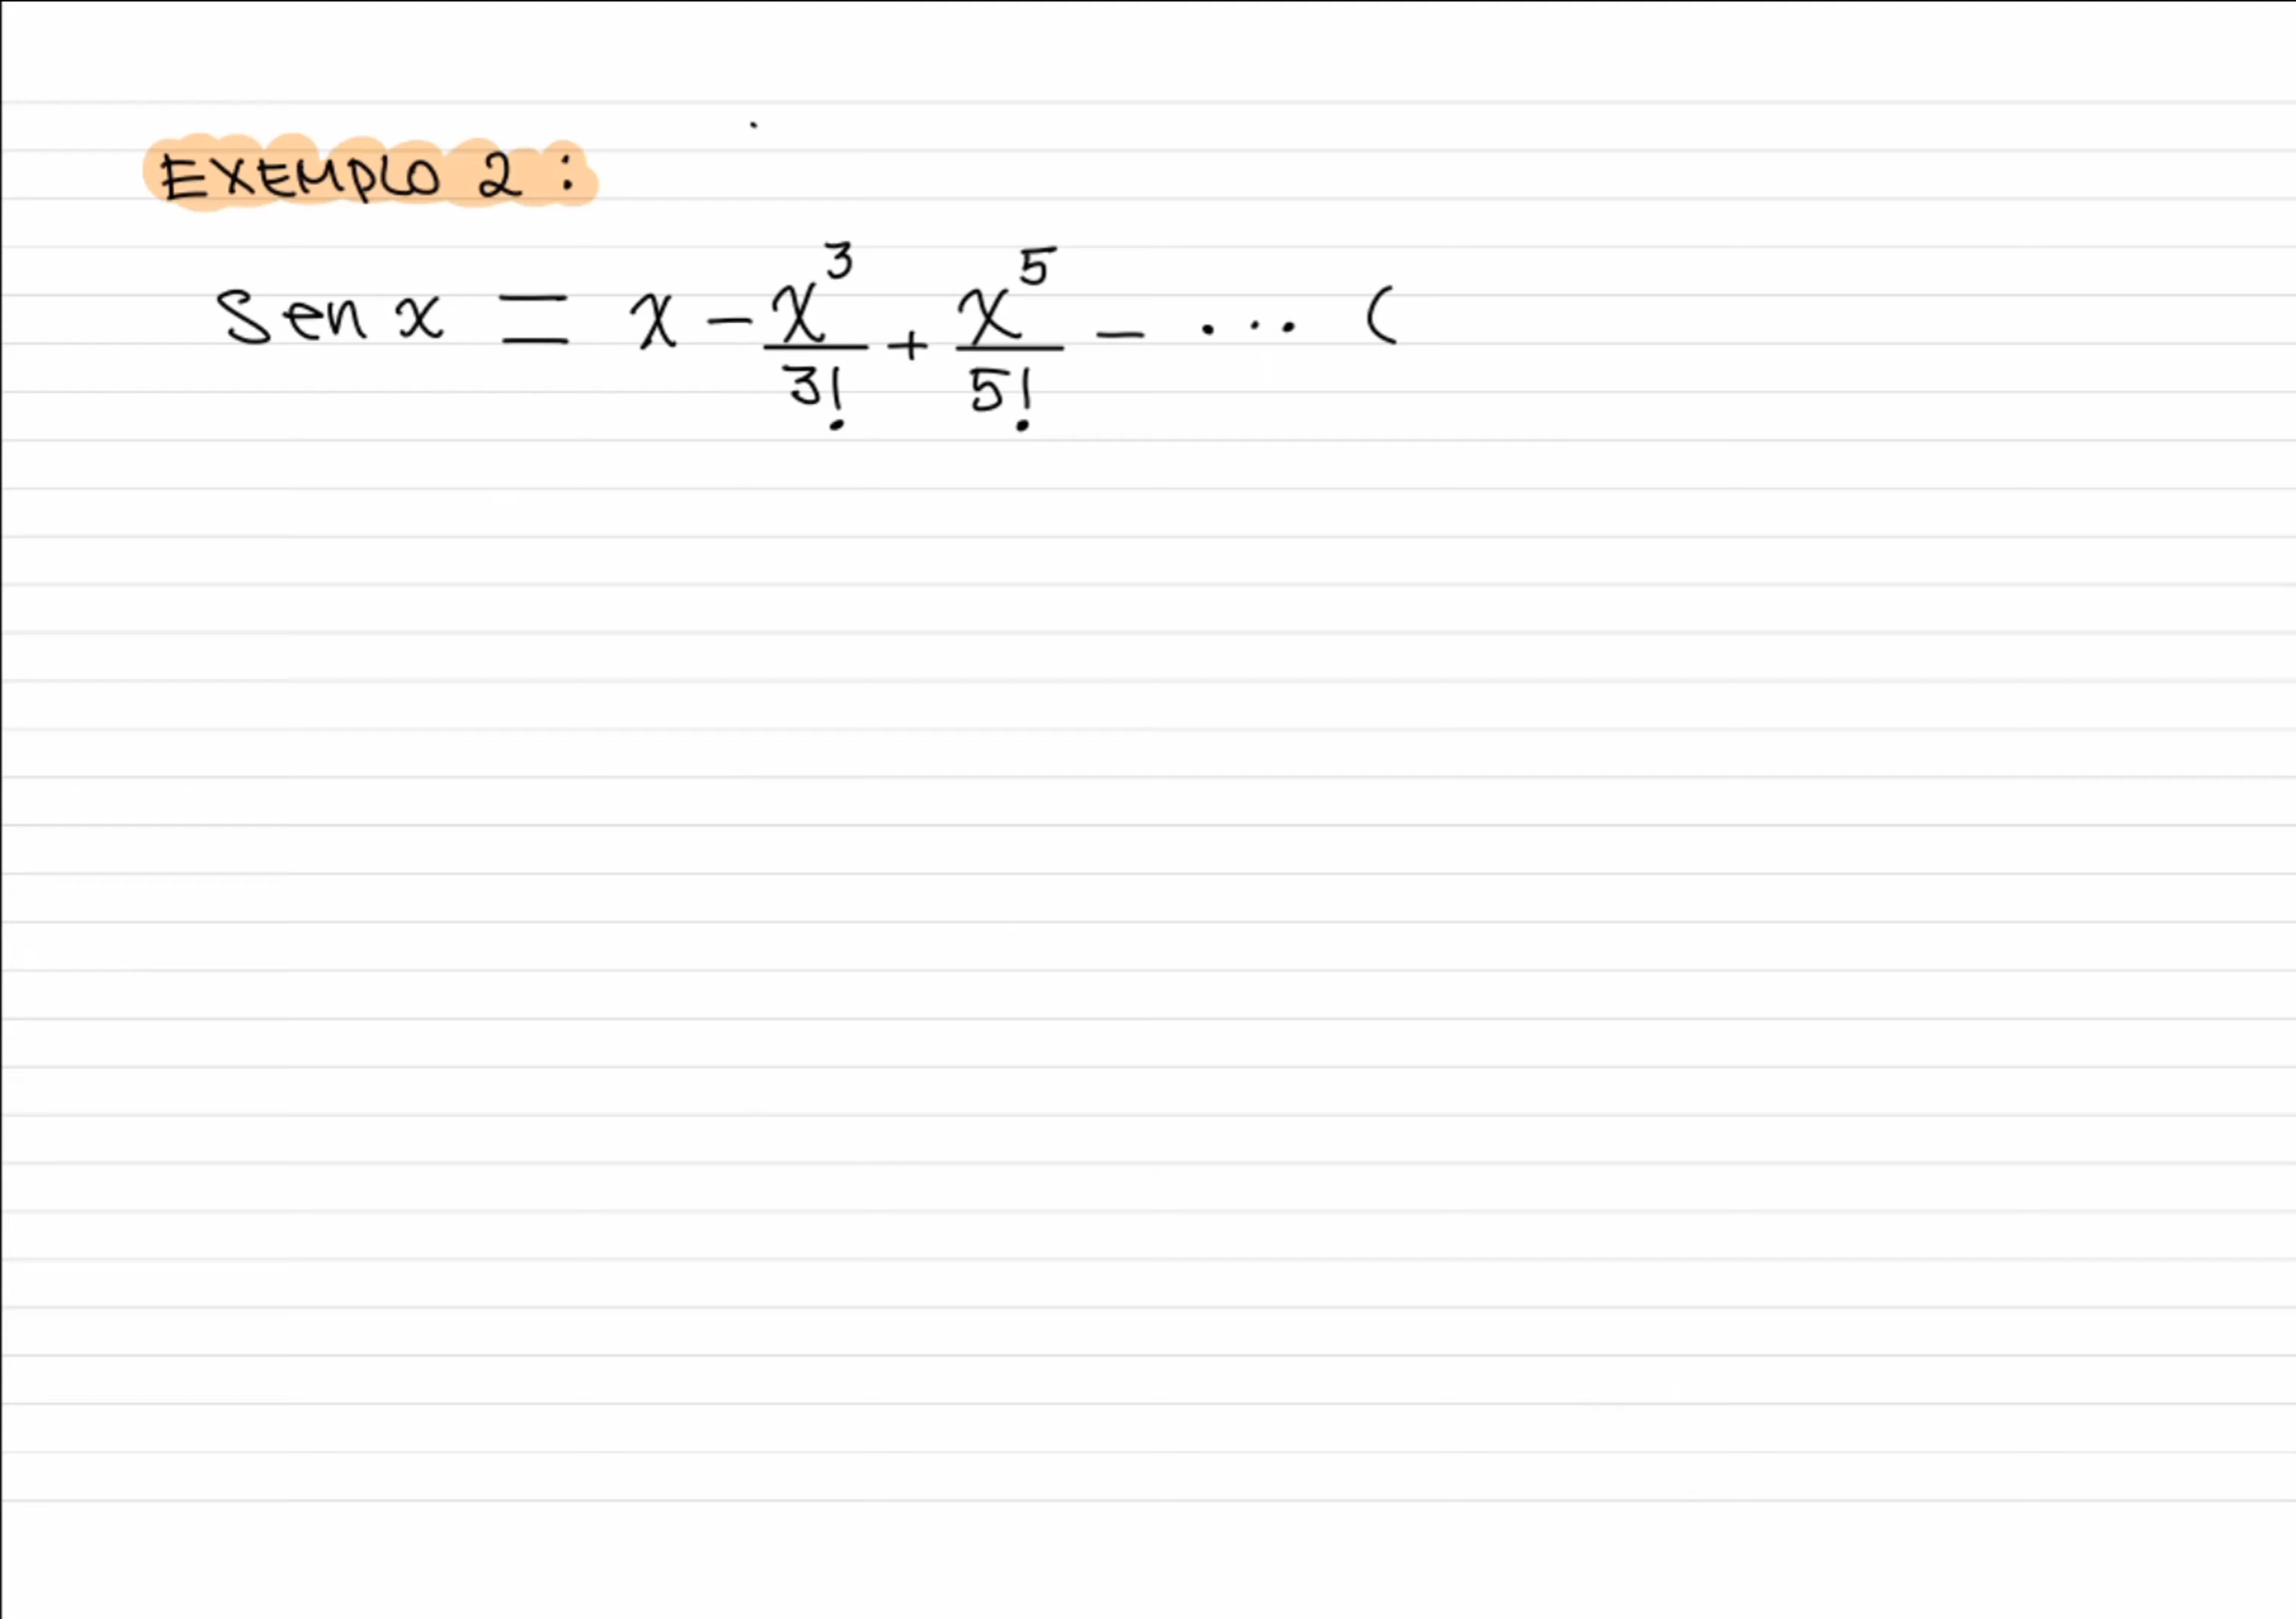 EXEMPLO 2 :
Sen x = x - x³/3! + x⁵/5! - ... (